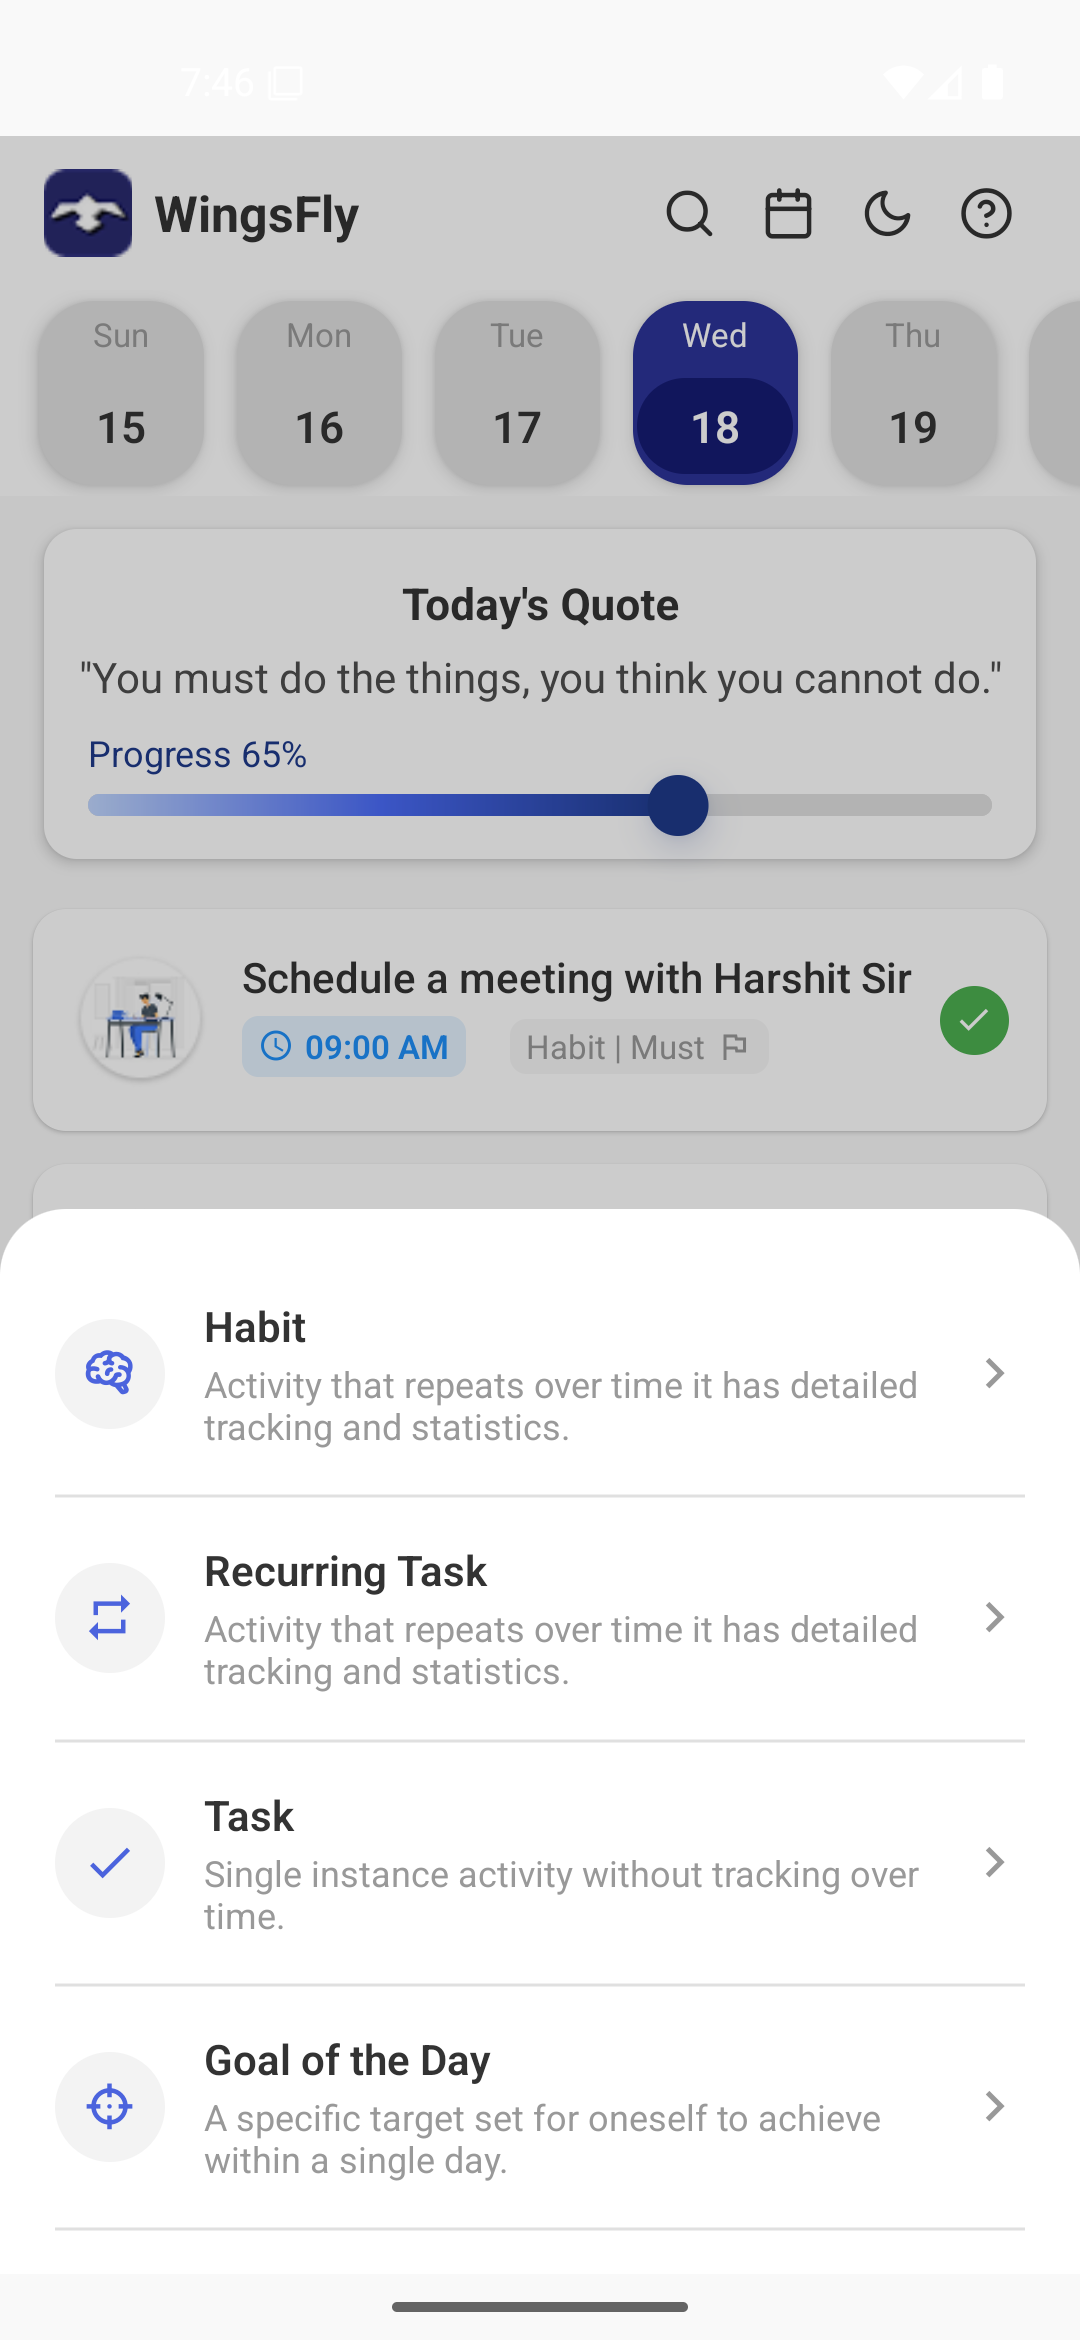 7:46
WingsFly
Sun Mon Tue Wed Thu
15 16 17 18 19
Today's Quote
"You must do the things, you think you cannot do."
Progress 65%
Schedule a meeting with Harshit Sir
09:00 AM Habit | Must
Habit
Activity that repeats over time it has detailed
tracking and statistics.
Recurring Task
Activity that repeats over time it has detailed
tracking and statistics.
Task
Single instance activity without tracking over
time.
Goal of the Day
A specific target set for oneself to achieve
within a single day.